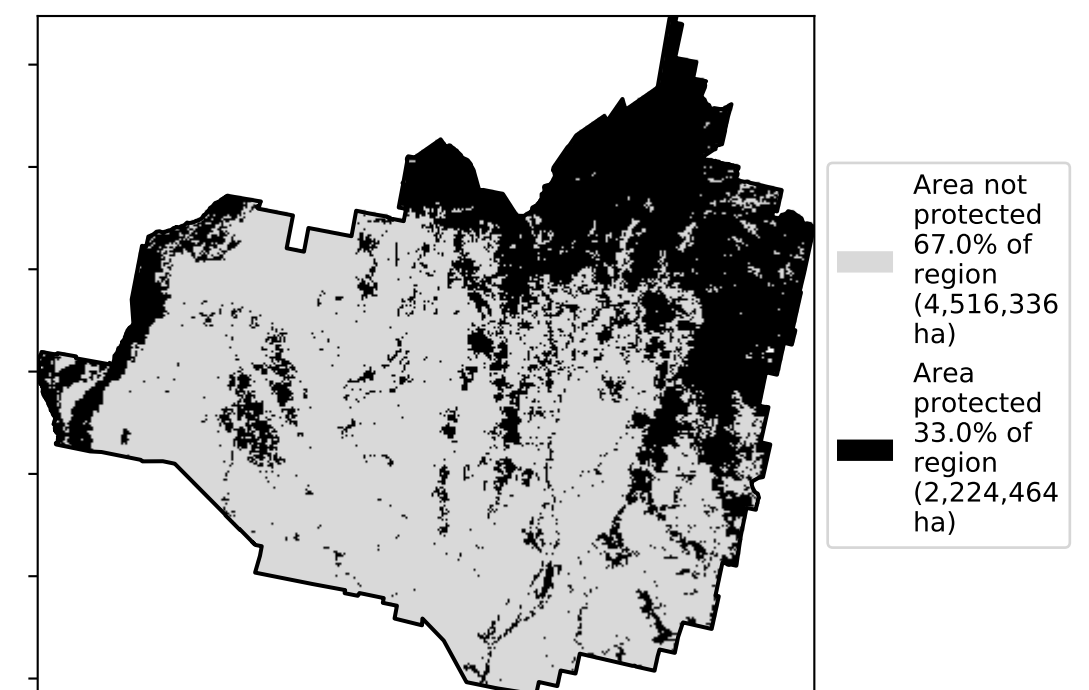 Area not
protected
67.0% of
region
(4,516,336
ha)
Area
protected
33.0% of
region
(2,224,464
ha)